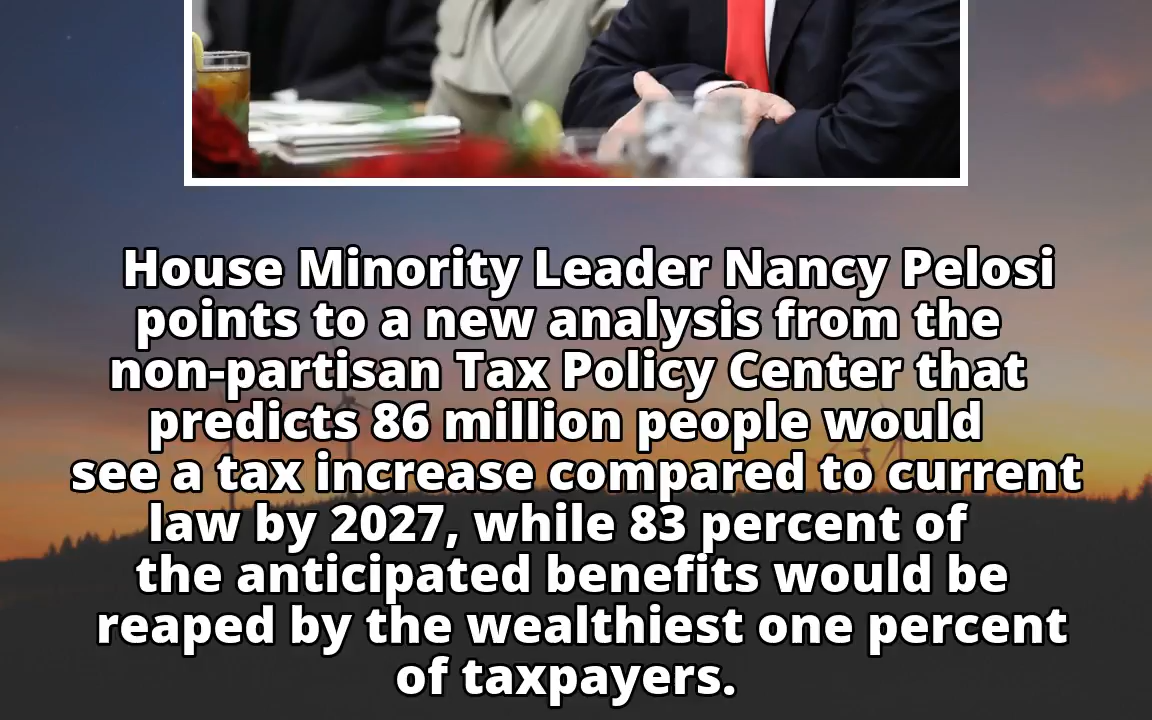 House Minority Leader Nancy Pelosi
points to a new analysis from the
non-partisan Tax Policy Center that
predicts 86 million people would
see a tax increase compared to current
law by 2027, while 83 percent of
the anticipated benefits would be
reaped by the wealthiest one percent
of taxpayers.